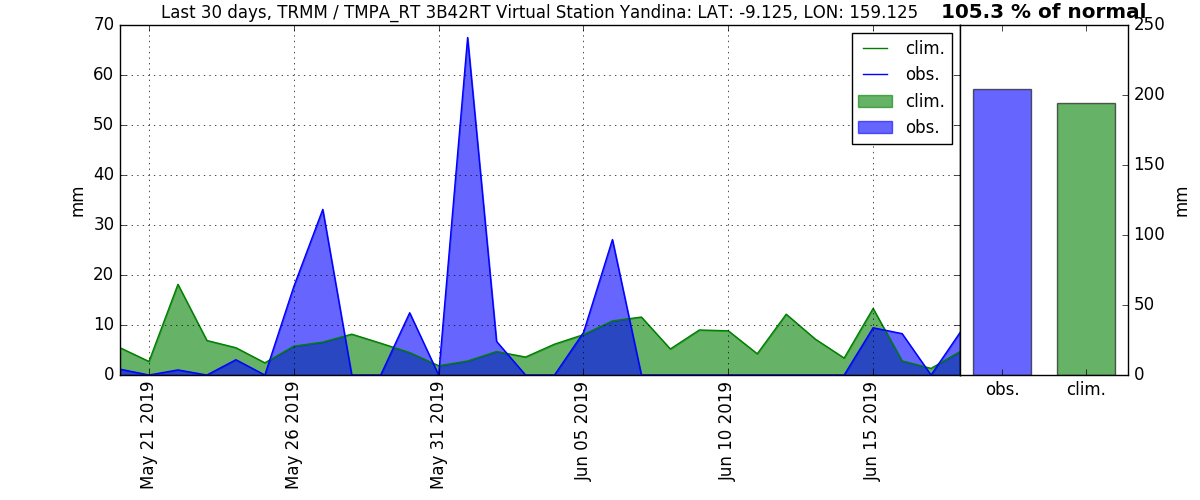 Last 30 days, TRMM / TMPA_RT 3B42RT Virtual Station Yandina: LAT: -9.125, LON: 159.125
105.3 % of normal
mm
70
60
50
40
30
20
10
0
clim.
obs.
clim.
obs.
May 21 2019
May 26 2019
May 31 2019
Jun 05 2019
Jun 10 2019
Jun 15 2019
250
200
150
100
50
0
mm
obs.
clim.